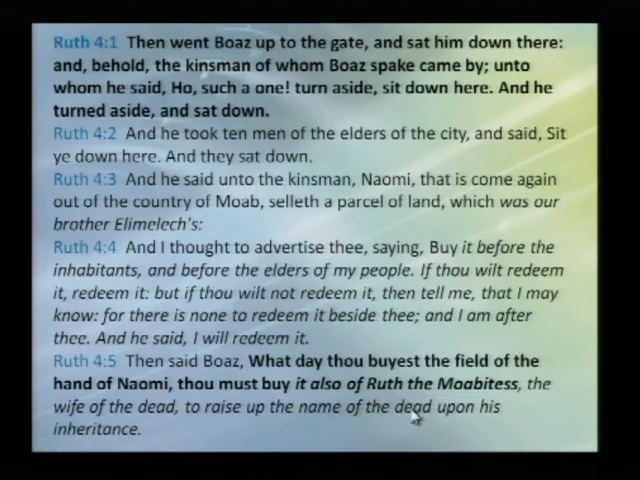 Ruth 4:1 Then went Boaz up to the gate, and sat him down there:
and, behold, the kinsman of whom Boaz spake came by; unto
whom he said, Ho, such a one! turn aside, sit down here. And he
turned aside, and sat down.
Ruth 4:2 And he took ten men of the elders of the city, and said, Sit
ye down here. And they sat down.
Ruth 4:3 And he said unto the kinsman, Naomi, that is come again
out of the country of Moab, selleth a parcel of land, which was our
brother Elimelech's:
Ruth 4:4 And I thought to advertise thee, saying, Buy it before the
inhabitants, and before the elders of my people. If thou wilt redeem
it, redeem it: but if thou wilt not redeem it, then tell me, that I may
know: for there is none to redeem it beside thee; and I am after
thee. And he said, I will redeem it.
Ruth 4:5 Then said Boaz, What day thou buyest the field of the
hand of Naomi, thou must buy it also of Ruth the Moabitess, the
wife of the dead, to raise up the name of the dead upon his
inheritance.